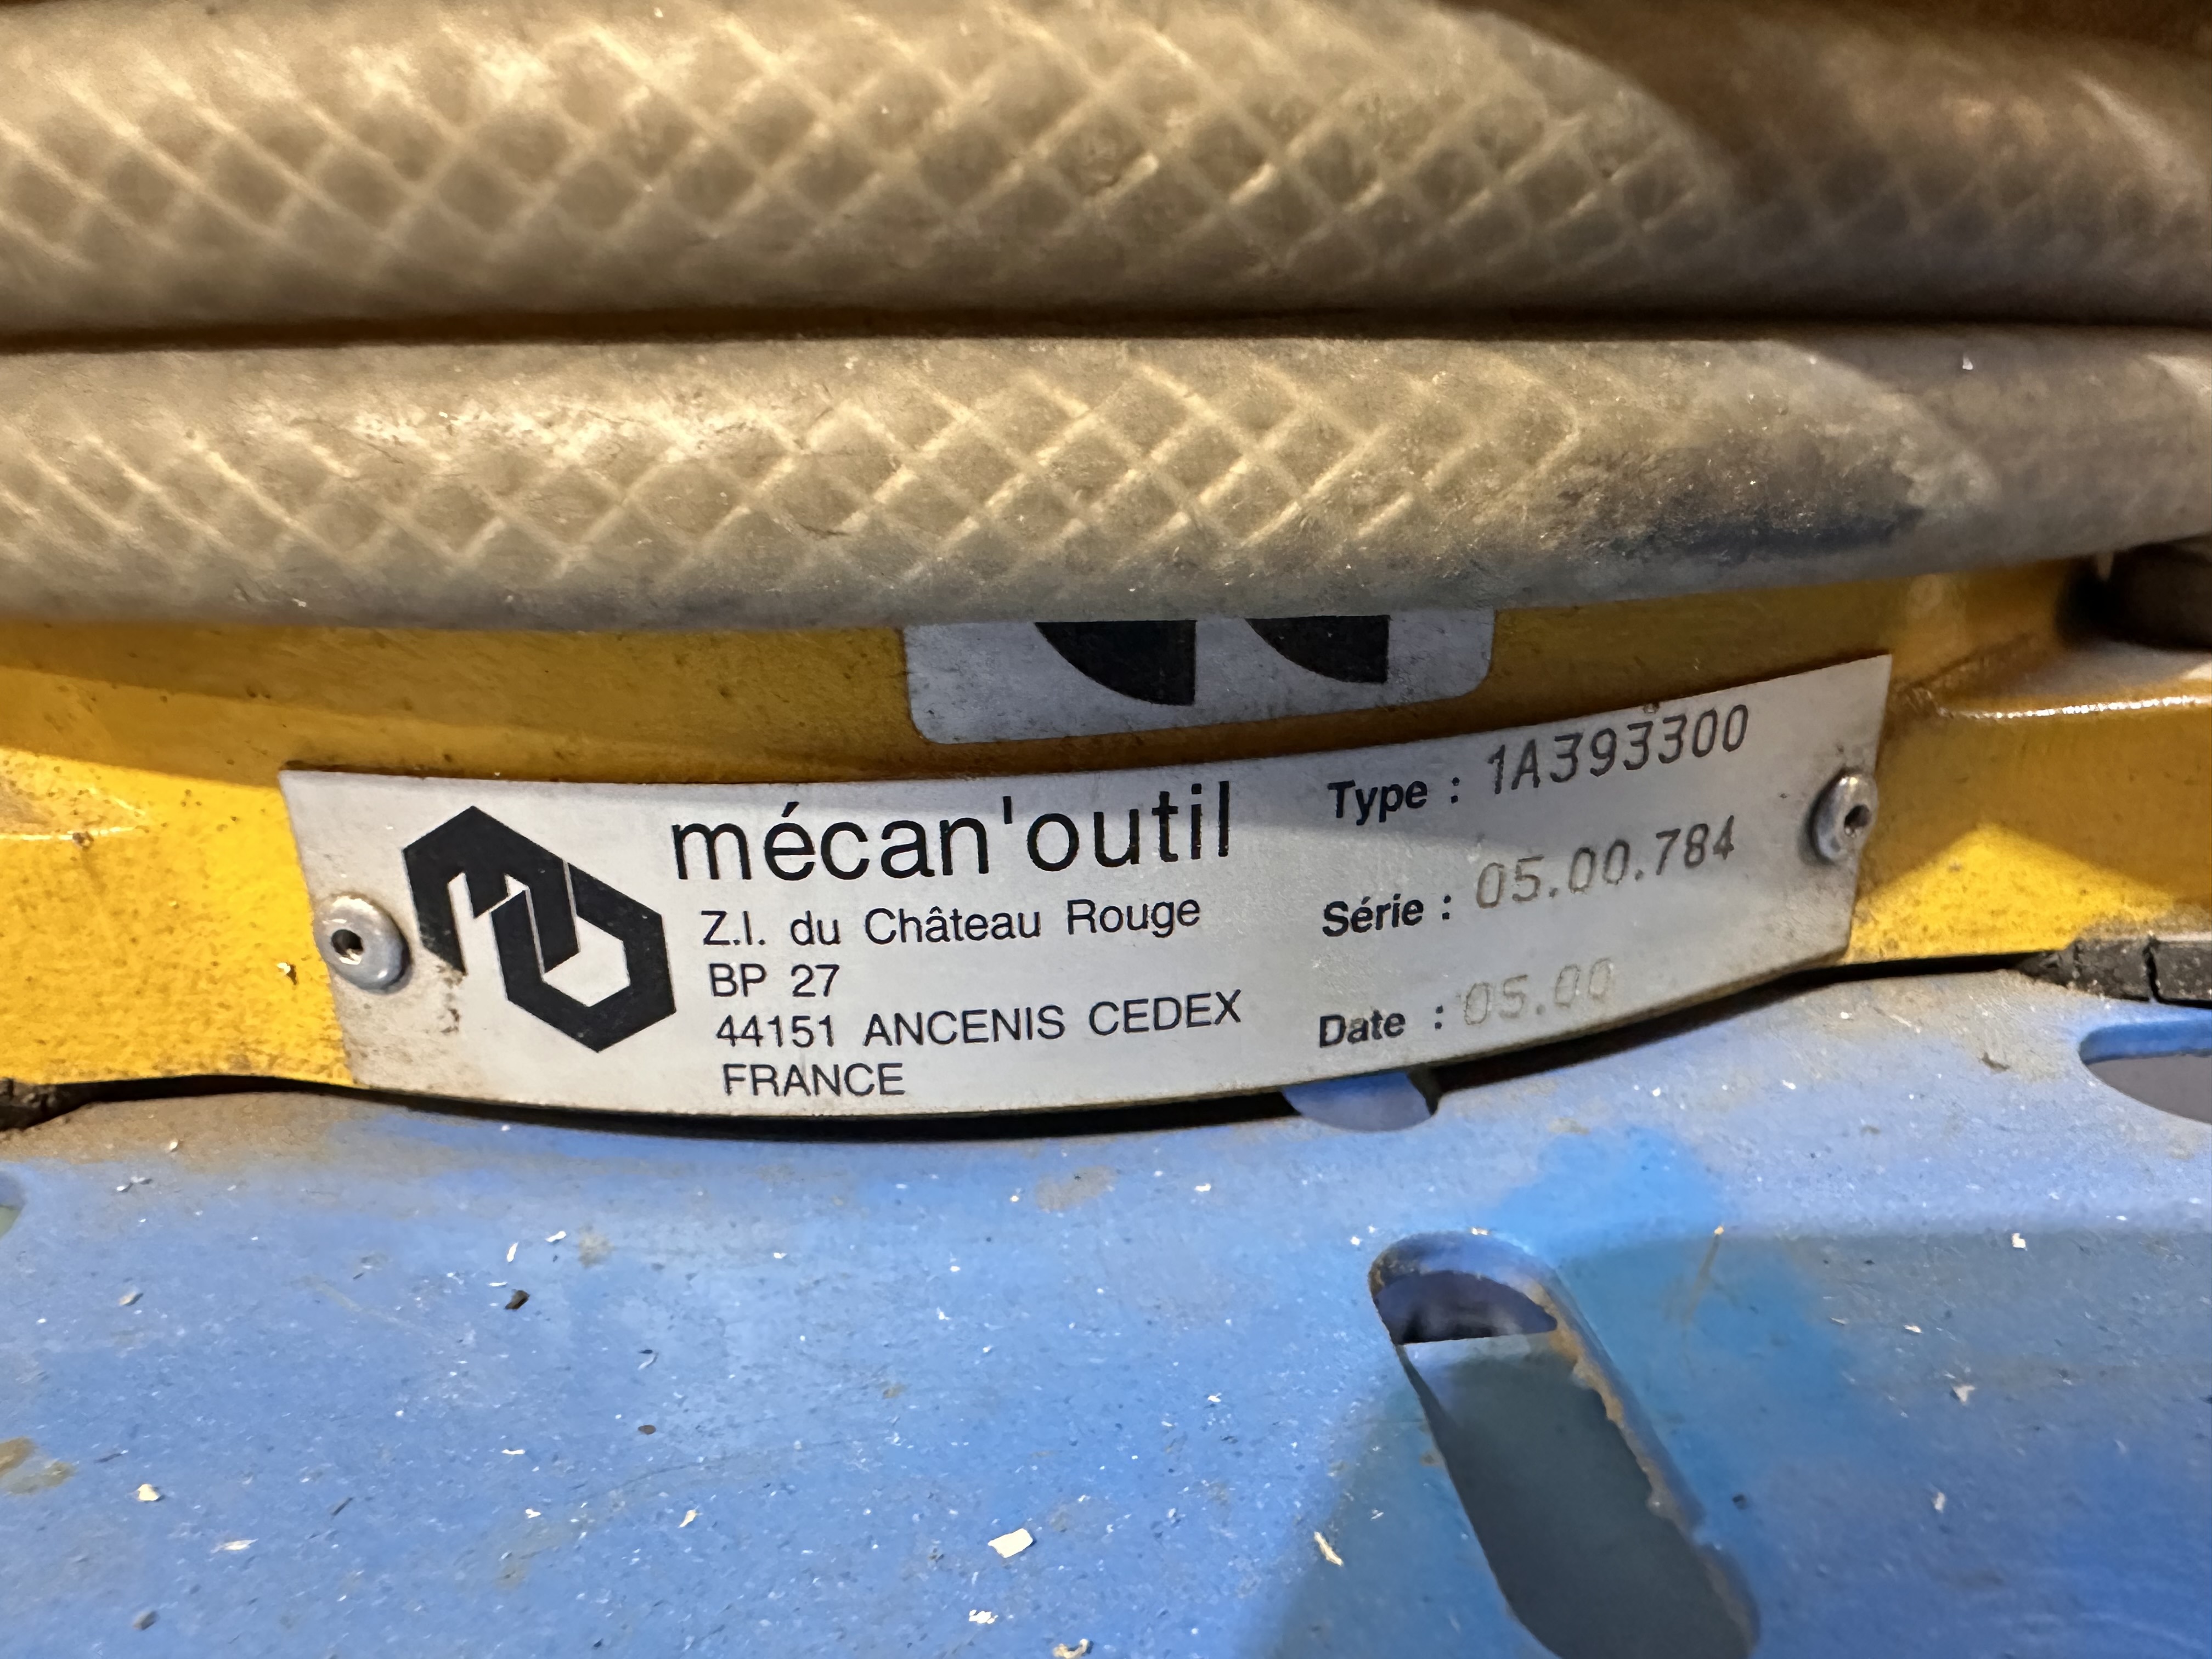 mécan'outil
Z.I. du Château Rouge
BP 27
44151 ANCENIS CEDEX
FRANCE
Type : 1A393300
Série : 05.00.784
Date : 05.00